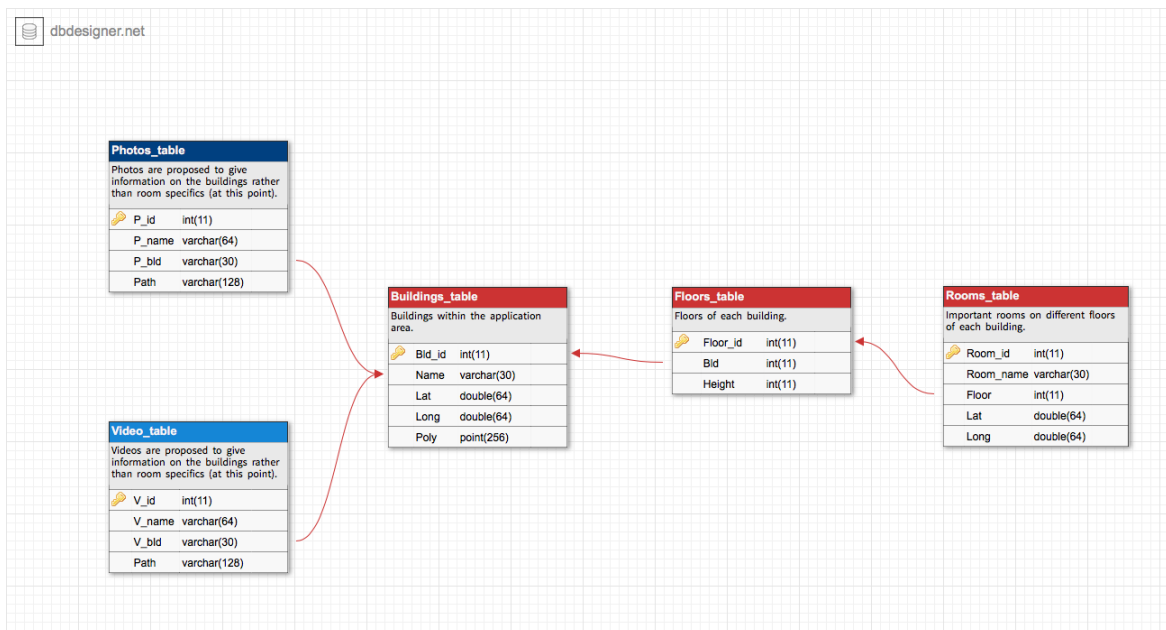 dbdesigner.net
Photos_table
Photos are proposed to give
information on the buildings rather
than room specifics (at this point).
P_id int(11)
P_name varchar(64)
P_bld varchar(30)
Path varchar(128)
Video_table
Videos are proposed to give
information on the buildings rather
than room specifics (at this point).
V_id int(11)
V_name varchar(64)
V_bld varchar(30)
Path varchar(128)
Buildings_table
Buildings within the application
area.
Bld_id int(11)
Name varchar(30)
Lat double(64)
Long double(64)
Poly point(256)
Floors_table
Floors of each building.
Floor_id int(11)
Bld int(11)
Height int(11)
Rooms_table
Important rooms on different floors
of each building.
Room_id int(11)
Room_name varchar(30)
Floor int(11)
Lat double(64)
Long double(64)